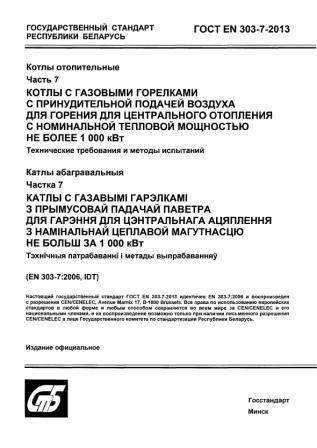 ГОСУДАРСТВЕННЫЙ СТАНДАРТ
РЕСПУБЛИКИ БЕЛАРУСЬ
ГОСТ EN 303-7-2013
Котлы отопительные
Часть 7
КОТЛЫ С ГАЗОВЫМИ ГОРЕЛКАМИ
С ПРИНУДИТЕЛЬНОЙ ПОДАЧЕЙ ВОЗДУХА
ДЛЯ ГОРЕНИЯ ДЛЯ ЦЕНТРАЛЬНОГО ОТОПЛЕНИЯ
С НОМИНАЛЬНОЙ ТЕПЛОВОЙ МОЩНОСТЬЮ
НЕ БОЛЕЕ 1 000 кВт
Технические требования и методы испытаний
Катлы абагравальныя
Частка 7
КАТЛЫ С ГАЗАВЫМІ ГАРЭЛКАМІ
З ПРЫМУСОВАЙ ПАДАЧАЙ ПАВЕТРА
ДЛЯ ГАРЭННЯ ДЛЯ ЦЭНТРАЛЬНАГА АЦЯПЛЕННЯ
З НАМІНАЛЬНАЙ ЦЕПЛАВОЙ МАГУТНАСЦЮ
НЕ БОЛЬШ ЗА 1 000 кВт
Тэхнічныя патрабаванні і метады выпрабаванняў
(EN 303-7:2006, IDT)
Настоящий государственный стандарт ГОСТ EN 303-7-2013 идентичен EN 303-7:2006 и воспроизведен
с разрешения CEN/CENELEC, Avenue Marnix 17, B-1000 Brussels. Все права по использованию европейских
стандартов в любой форме и любым способом сохраняются во всем мире за CEN/CENELEC и его
национальными членами, и их воспроизведение возможно только при наличии письменного разрешения
CEN/CENELEC в лице Государственного комитета по стандартизации Республики Беларусь.
Издание официальное
СТБ
Госстандарт
Минск